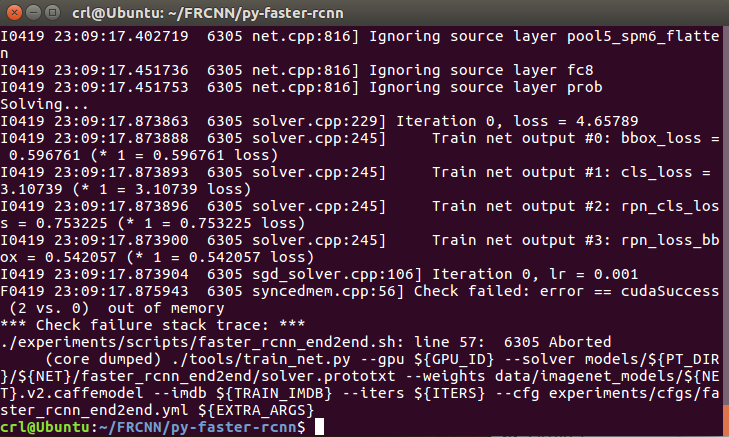 crl@Ubuntu: ~/FRCNN/py-faster-rcnn
I0419 23:09:17.402719  6305 net.cpp:816] Ignoring source layer pool5_spm6_flatte
n
I0419 23:09:17.451736  6305 net.cpp:816] Ignoring source layer fc8
I0419 23:09:17.451753  6305 net.cpp:816] Ignoring source layer prob
Solving...
I0419 23:09:17.873863  6305 solver.cpp:229] Iteration 0, loss = 4.65789
I0419 23:09:17.873888  6305 solver.cpp:245]     Train net output #0: bbox_loss =
 0.596761 (* 1 = 0.596761 loss)
I0419 23:09:17.873893  6305 solver.cpp:245]     Train net output #1: cls_loss =
3.10739 (* 1 = 3.10739 loss)
I0419 23:09:17.873896  6305 solver.cpp:245]     Train net output #2: rpn_cls_los
s = 0.753225 (* 1 = 0.753225 loss)
I0419 23:09:17.873900  6305 solver.cpp:245]     Train net output #3: rpn_loss_bb
ox = 0.542057 (* 1 = 0.542057 loss)
I0419 23:09:17.873904  6305 sgd_solver.cpp:106] Iteration 0, lr = 0.001
F0419 23:09:17.875943  6305 syncedmem.cpp:56] Check failed: error == cudaSuccess
 (2 vs. 0)  out of memory
*** Check failure stack trace: ***
./experiments/scripts/faster_rcnn_end2end.sh: line 57:  6305 Aborted
      (core dumped) ./tools/train_net.py --gpu ${GPU_ID} --solver models/${PT_DIR
}/${NET}/faster_rcnn_end2end/solver.prototxt --weights data/imagenet_models/${NE
T}.v2.caffemodel --imdb ${TRAIN_IMDB} --iters ${ITERS} --cfg experiments/cfgs/fa
ster_rcnn_end2end.yml ${EXTRA_ARGS}
crl@Ubuntu:~/FRCNN/py-faster-rcnn$